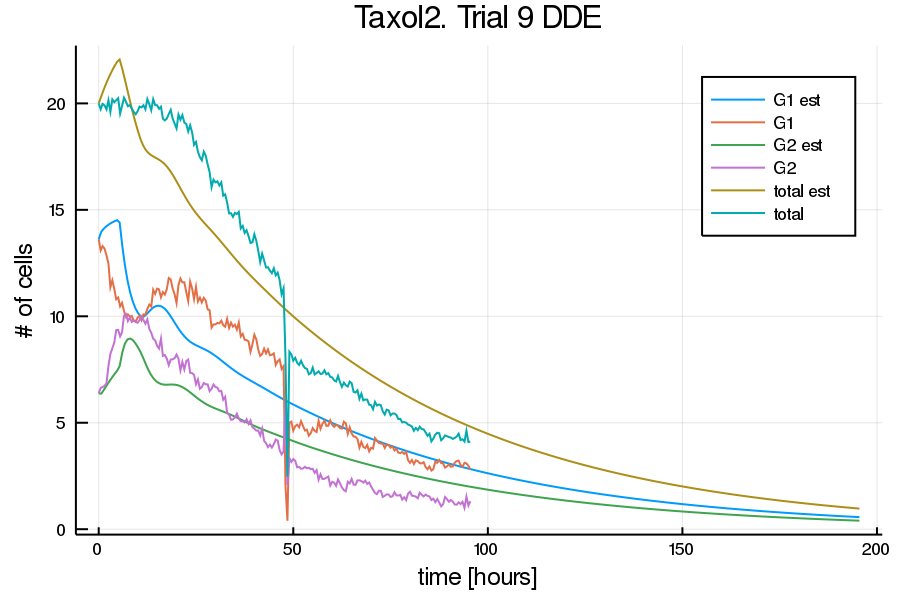 Taxol2. Trial 9 DDE
# of cells
20
15
10
5
0
G1 est
G1
G2 est
G2
total est
total
0
50
100
150
200
time [hours]